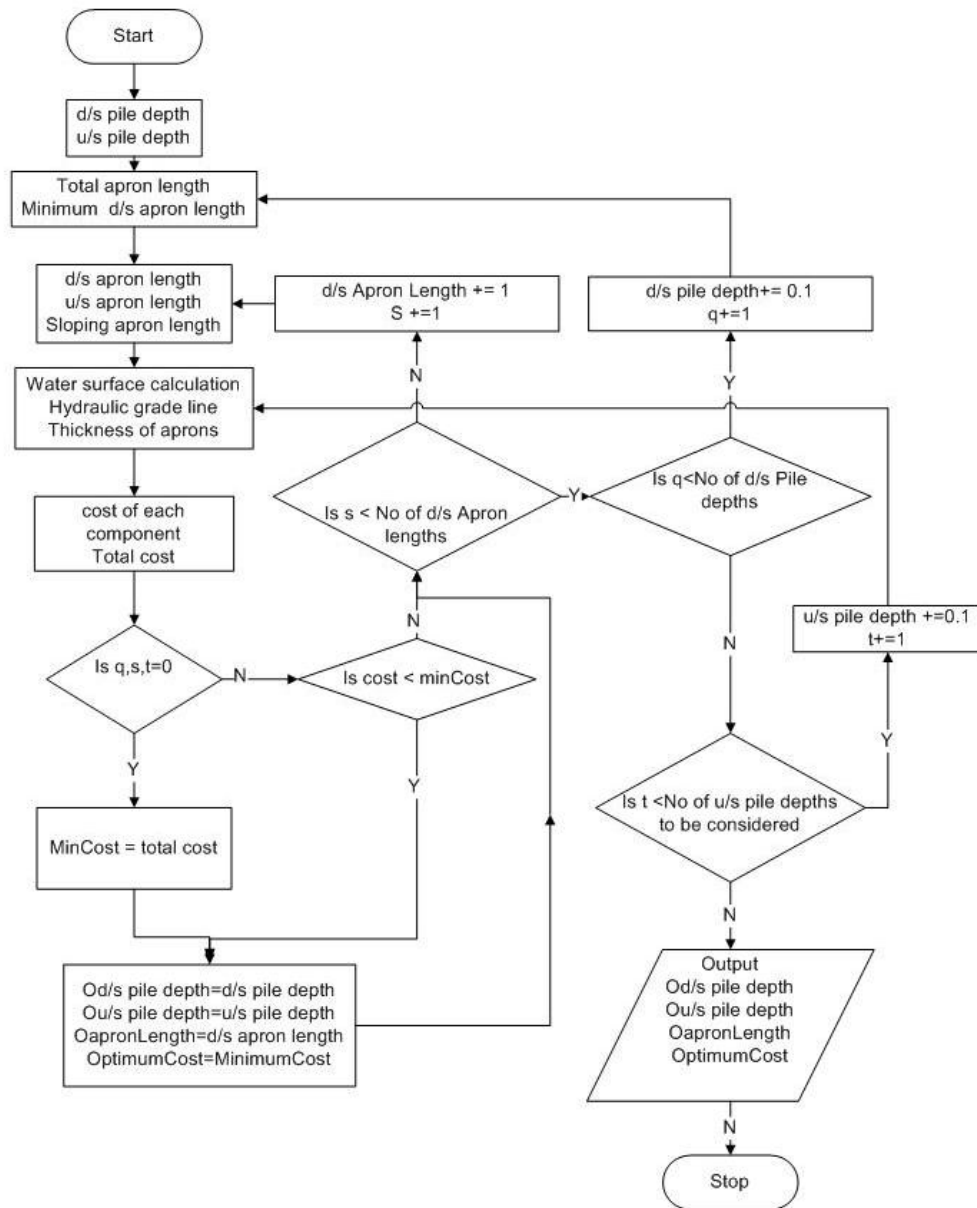 Start
d/s pile depth
u/s pile depth
Total apron length
Minimum d/s apron length
d/s apron length
u/s apron length
Sloping apron length
d/s Apron Length += 1
S +=1
d/s pile depth+= 0.1
q+=1
N
Y
Water surface calculation
Hydraulic grade line
Thickness of aprons
Is s < No of d/s Apron
lengths
Y
Is q<No of d/s Pile
depths
cost of each
component
Total cost
N
N
u/s pile depth +=0.1
t+=1
Is q,s,t=0
N
Is cost < minCost
Y
Y
Y
Is t <No of u/s pile depths
to be considered
MinCost = total cost
N
Od/s pile depth=d/s pile depth
Ou/s pile depth=u/s pile depth
OapronLength=d/s apron length
OptimumCost=MinimumCost
Output
Od/s pile depth
Ou/s pile depth
OapronLength
OptimumCost
N
Stop